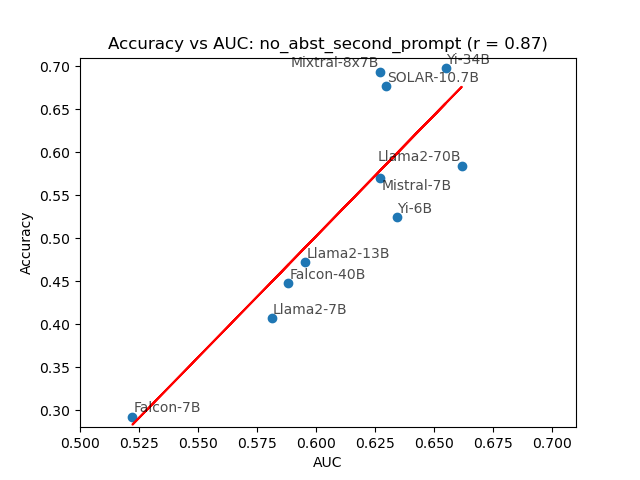 Accuracy vs AUC: no_abst_second_prompt (r = 0.87)
Mixtral-8x7B
Yi-34B
SOLAR-10.7B
Llama2-70B
Mistral-7B
Yi-6B
Llama2-13B
Falcon-40B
Llama2-7B
Falcon-7B
Accuracy
0.70
0.65
0.60
0.55
0.50
0.45
0.40
0.35
0.30
0.500 0.525 0.550 0.575 0.600 0.625 0.650 0.675 0.700
AUC